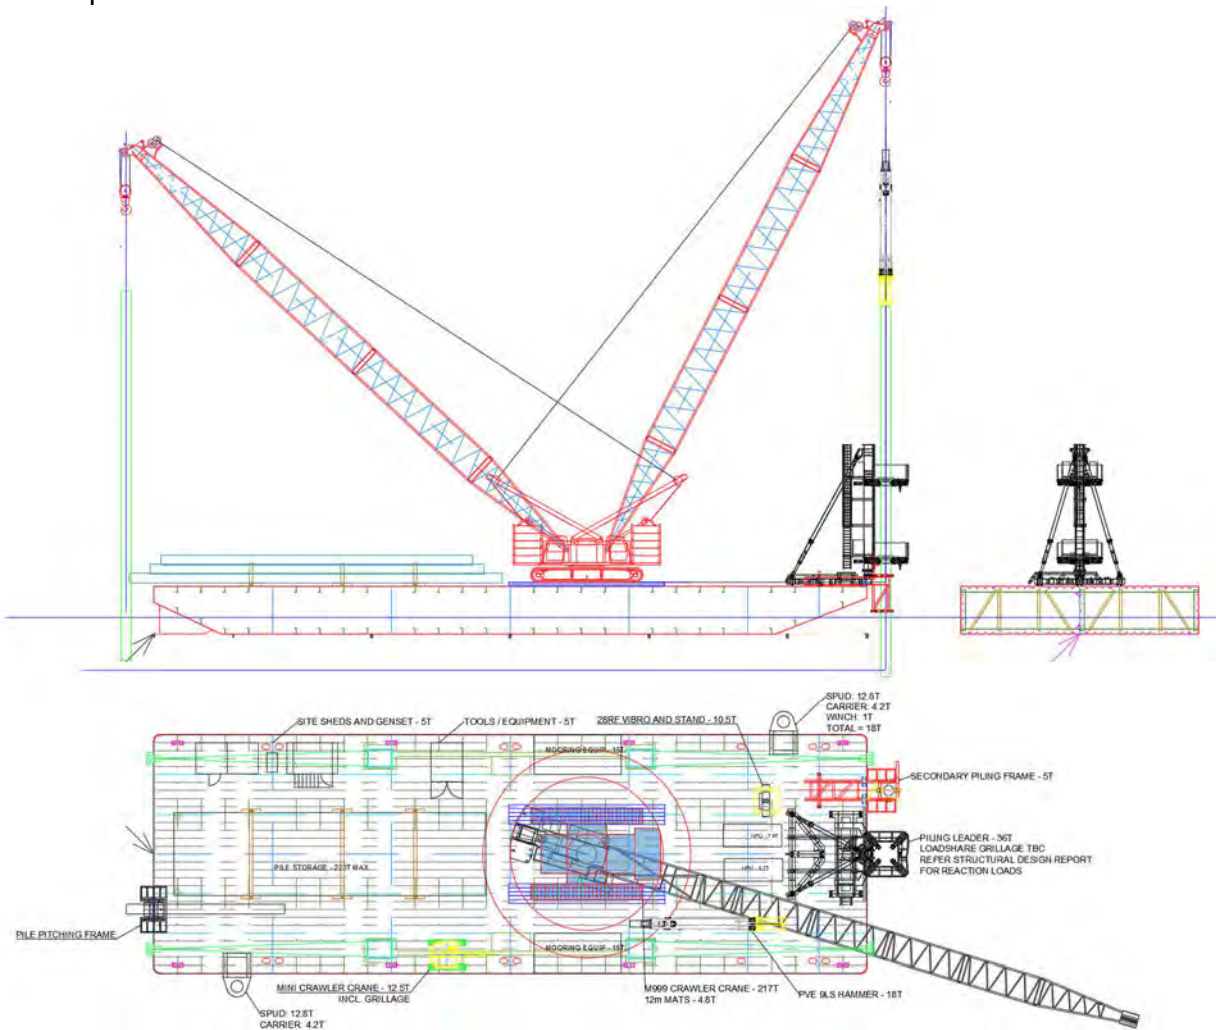 SPUD: 12.8T
CARRIER: 4.2T
WINCH: 1T
TOTAL = 18T
SITE SHEDS AND GENSET - 5T
TOOLS / EQUIPMENT - 5T
28RF VIBRO AND STAND - 10.5T
MOORING EQUIP - 15T
SECONDARY PILING FRAME - 5T
PILING LEADER - 36T
LOADSHARE GRILLAGE TBC
REFER STRUCTURAL DESIGN REPORT
FOR REACTION LOADS
PILE STORAGE
MAX
PILE PITCHING FRAME
MOORING EQUIP - 15T
MINI CRAWLER CRANE - 12.5T
INCL. GRILLAGE
M999 CRAWLER CRANE - 217T
12m MATS - 4.8T
PVE 9LS HAMMER - 18T
SPUD: 12.8T
CARRIER: 4.2T